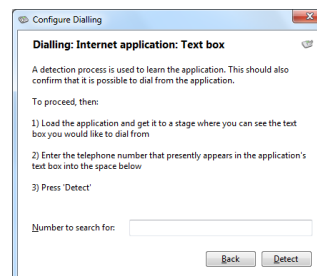 Configure Dialling
Dialling: Internet application: Text box
A detection process is used to learn the application. This should also
confirm that it is possible to dial from the application.
To proceed, then:
1) Load the application and get it to a stage where you can see the text
box you would like to dial from
2) Enter the telephone number that presently appears in the application's
text box into the space below
3) Press 'Detect'
Number to search for:
Back Detect